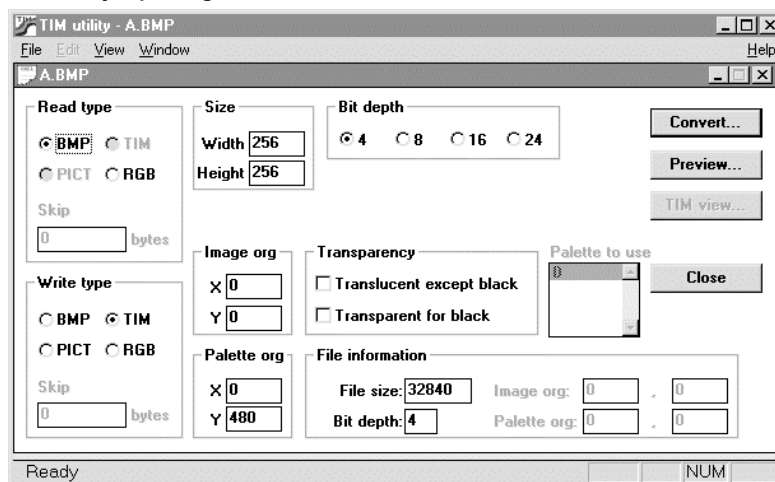 TIM utility - A.BMP
File Edit View Window Help
A.BMP
Read type
BMP TIM
PICT RGB
Skip
0 bytes
Size
Width 256
Height 256
Bit depth
4 8 16 24
Convert...
Preview...
TIM view...
Close
Write type
BMP TIM
PICT RGB
Skip
0 bytes
Image org
X 0
Y 0
Transparency
Translucent except black
Transparent for black
Palette to use
0
Palette org
X 0
Y 480
File information
File size: 32840 Image org: 0 , 0
Bit depth: 4 Palette org: 0 , 0
Ready NUM